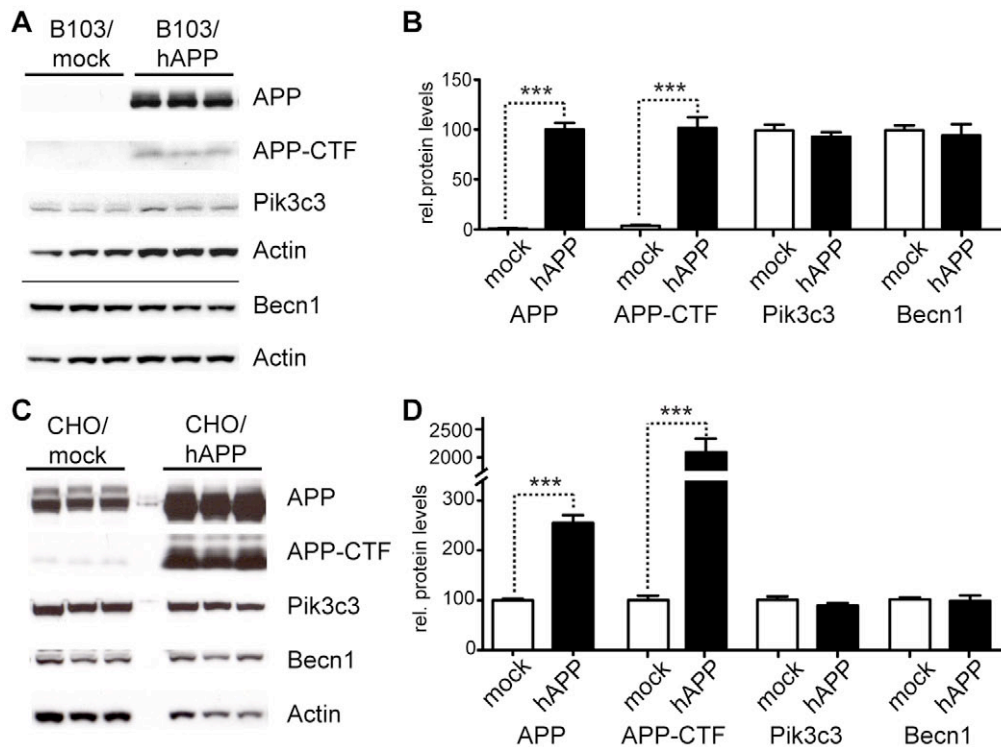 A
B103/ B103/
mock hAPP
APP
APP-CTF
Pik3c3
Actin
Becn1
Actin
B
rel.protein levels
150
100
50
0
*** ***
mock hAPP mock hAPP mock hAPP mock hAPP
APP APP-CTF Pik3c3 Becn1
C
CHO/ CHO/
mock hAPP
APP
APP-CTF
Pik3c3
Becn1
Actin
D
rel. protein levels
2500
2000
300
200
100
0
*** ***
mock hAPP mock hAPP mock hAPP mock hAPP
APP APP-CTF Pik3c3 Becn1